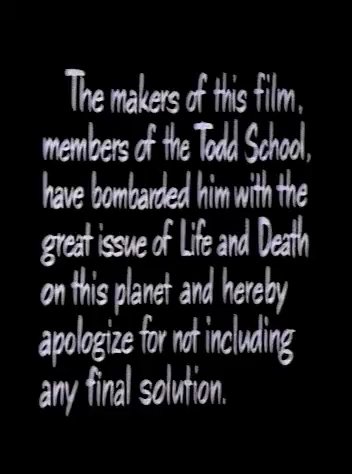 The makers of this film,
members of the Todd School,
have bombarded him with the
great issue of Life and Death
on this planet and hereby
apologize for not including
any final solution.